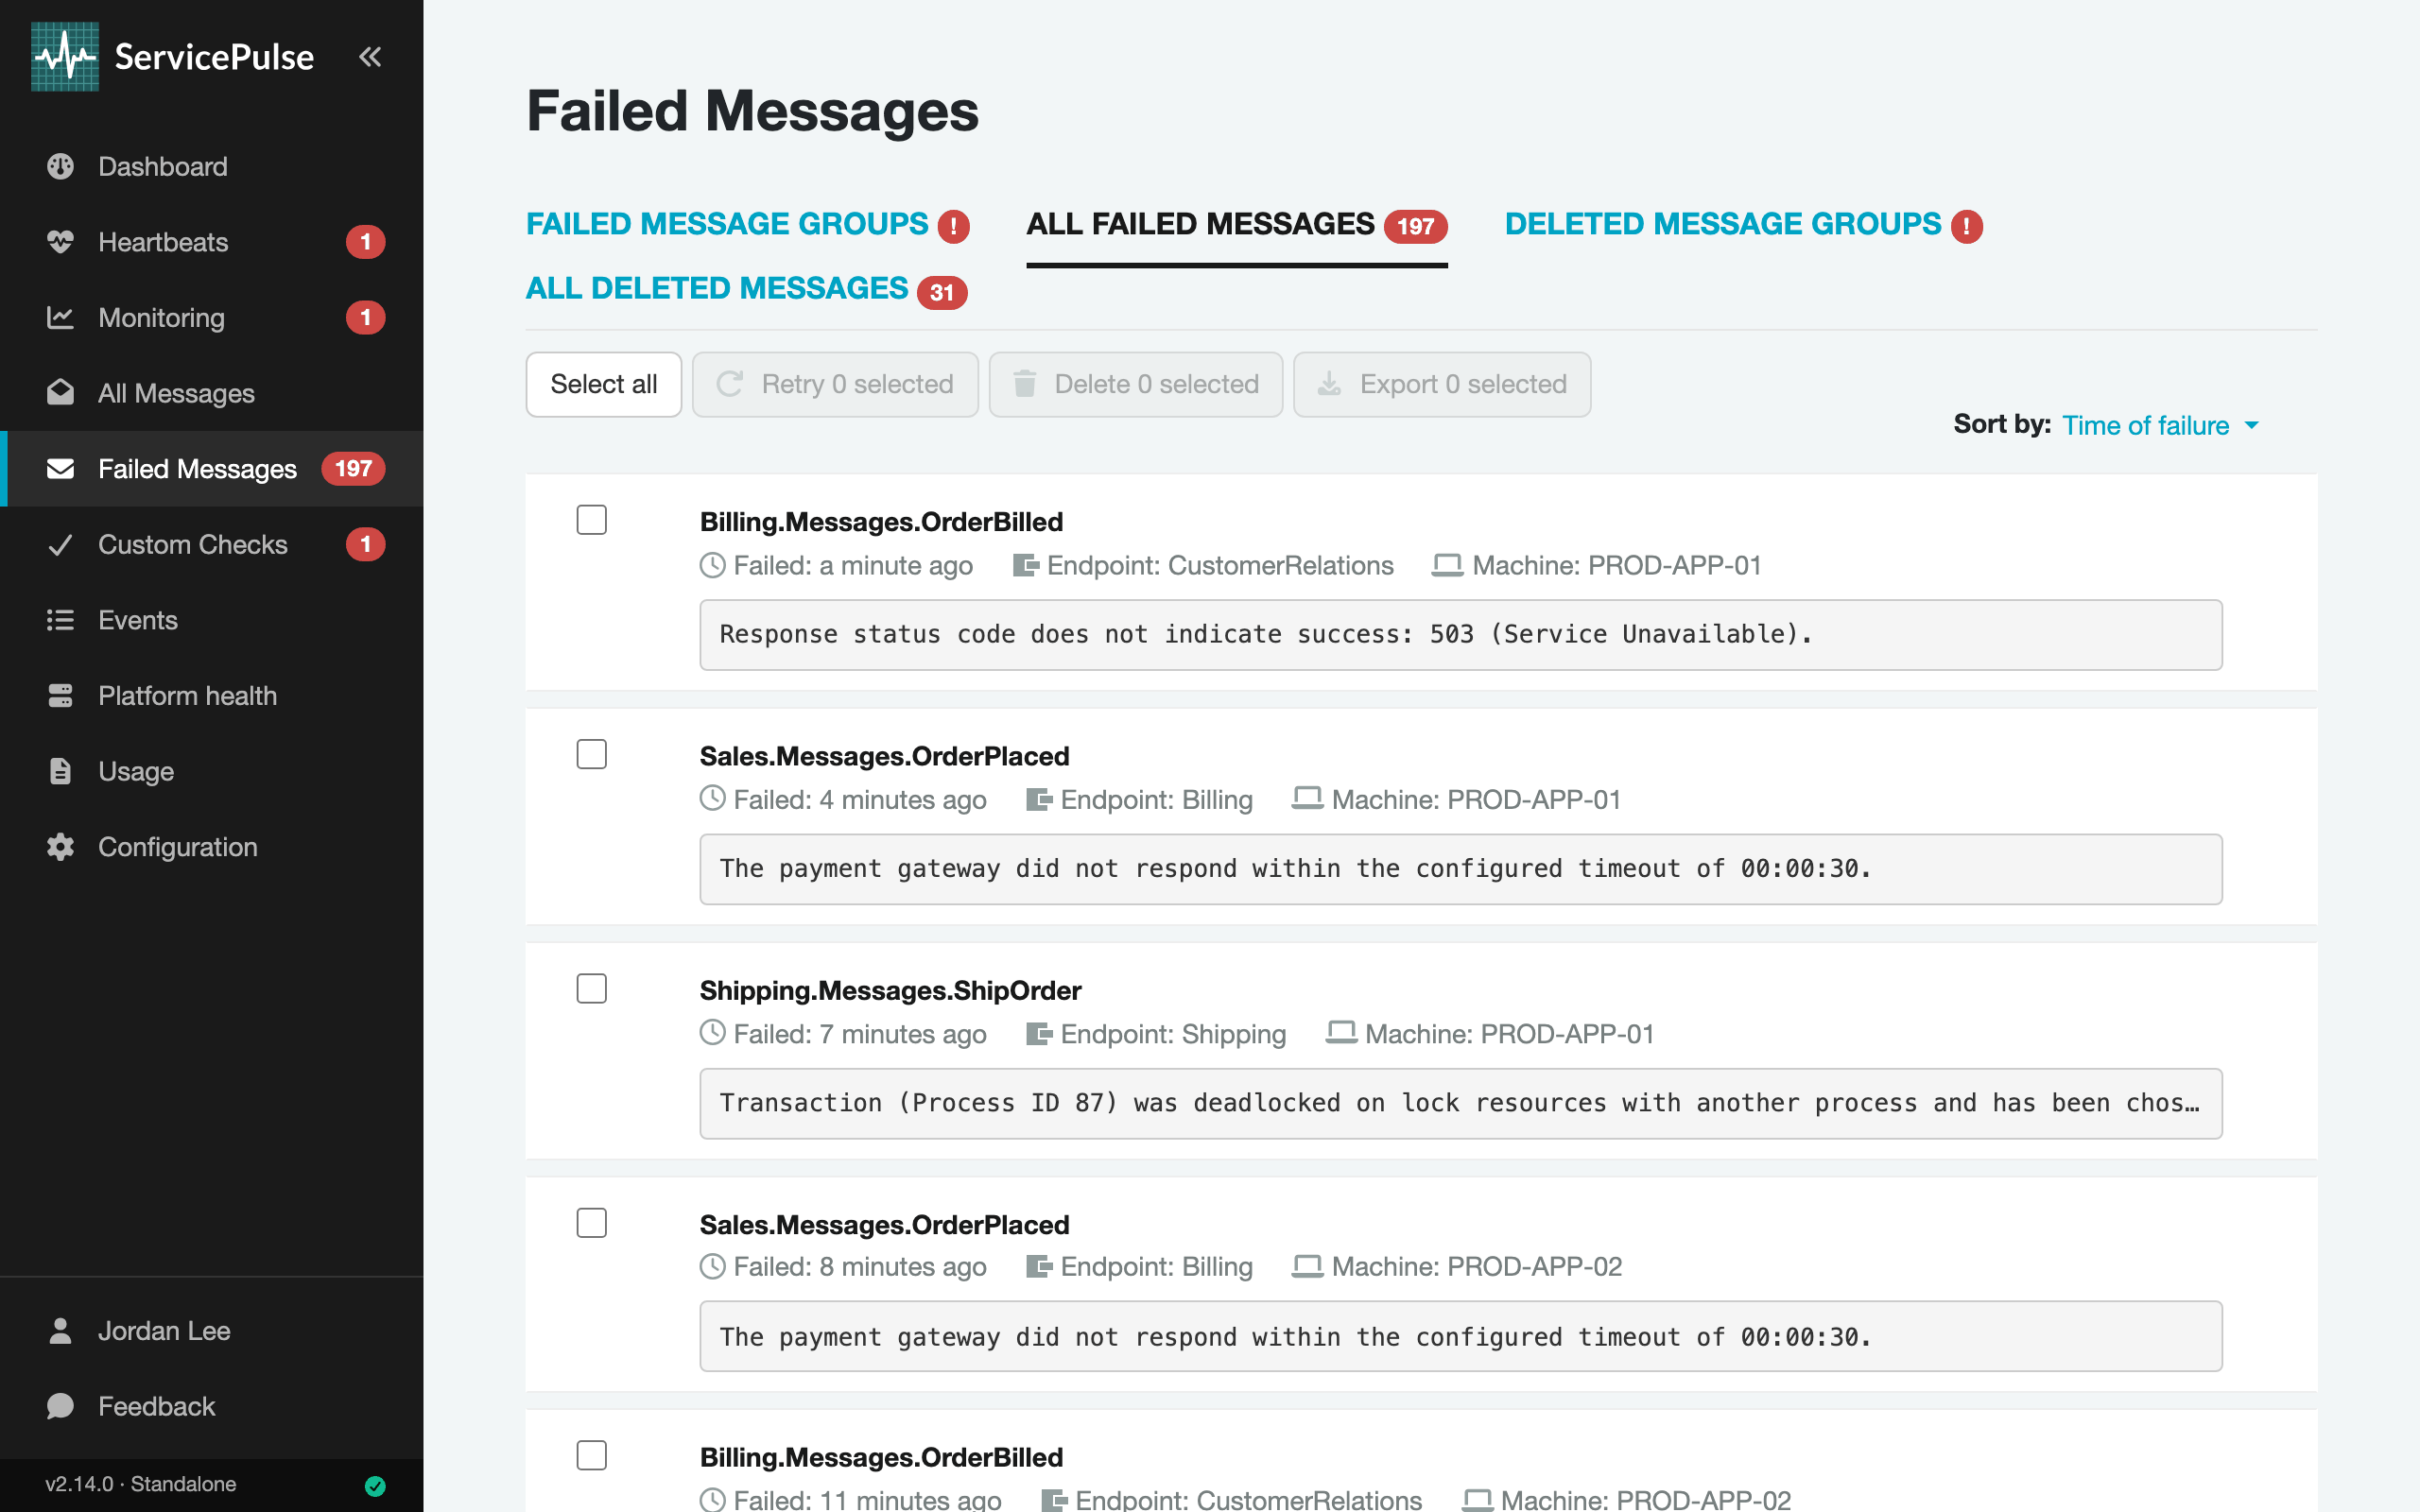 ServicePulse
Dashboard
Heartbeats 1
Monitoring 1
All Messages
Failed Messages 197
Custom Checks 1
Events
Platform health
Usage
Configuration
Jordan Lee
Feedback
v2.14.0 · Standalone
Failed Messages
FAILED MESSAGE GROUPS ! ALL FAILED MESSAGES 197 DELETED MESSAGE GROUPS !
ALL DELETED MESSAGES 31
Select all Retry 0 selected Delete 0 selected Export 0 selected
Sort by: Time of failure
Billing.Messages.OrderBilled
Failed: a minute ago Endpoint: CustomerRelations Machine: PROD-APP-01
Response status code does not indicate success: 503 (Service Unavailable).
Sales.Messages.OrderPlaced
Failed: 4 minutes ago Endpoint: Billing Machine: PROD-APP-01
The payment gateway did not respond within the configured timeout of 00:00:30.
Shipping.Messages.ShipOrder
Failed: 7 minutes ago Endpoint: Shipping Machine: PROD-APP-01
Transaction (Process ID 87) was deadlocked on lock resources with another process and has been chos…
Sales.Messages.OrderPlaced
Failed: 8 minutes ago Endpoint: Billing Machine: PROD-APP-02
The payment gateway did not respond within the configured timeout of 00:00:30.
Billing.Messages.OrderBilled
Failed: 11 minutes ago Endpoint: CustomerRelations Machine: PROD-APP-02